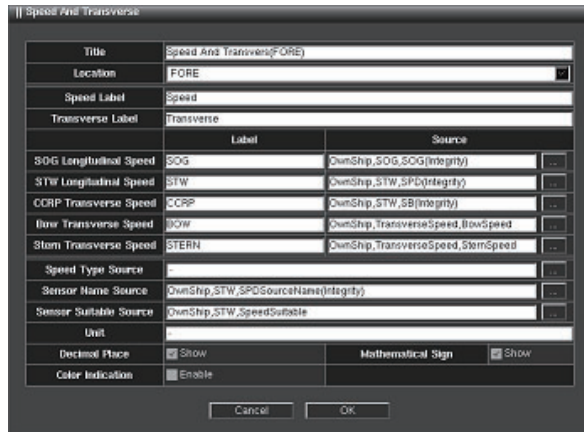 || Speed And Transverse
Title Speed And Transvers(FORE)
Location FORE
Speed Label Speed
Transverse Label Transverse
Label Source
SOG Longitudinal Speed SOG OwnShip,SOG,SOG(Integrity) ...
STW Longitudinal Speed STW OwnShip,STW,SPD(Integrity) ...
CCRP Transverse Speed CCRP OwnShip,STW,SB(Integrity) ...
Bow Transverse Speed BOW OwnShip,TransverseSpeed,BowSpeed ...
Stern Transverse Speed STERN OwnShip,TransverseSpeed,SternSpeed ...
Speed Type Source - ...
Sensor Name Source OwnShip,STW,SPDSourceName(Integrity) ...
Sensor Suitable Source OwnShip,STW,SpeedSuitable ...
Unit -
Decimal Place Show Mathematical Sign Show
Color Indication Enable
Cancel OK